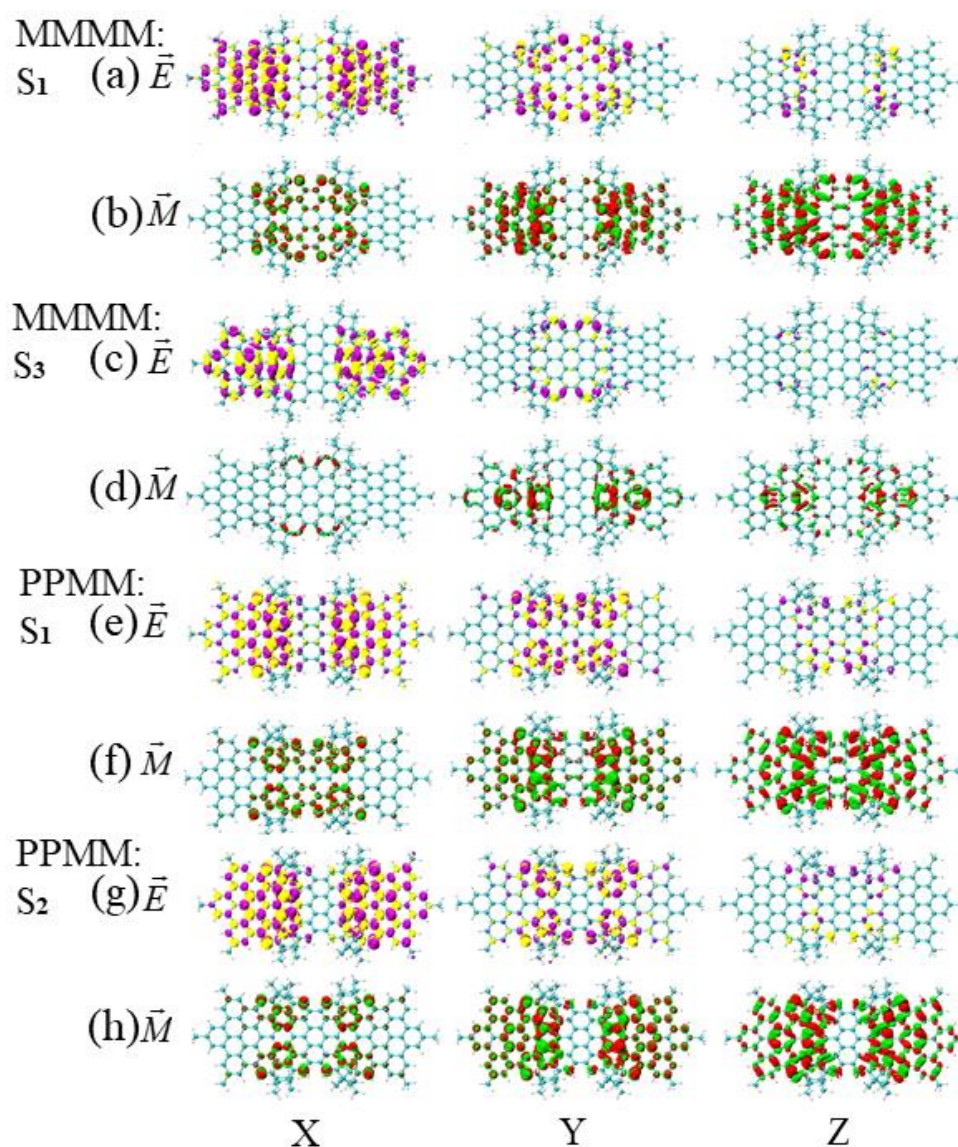 MMMM:
S₁ (a) E⃗
(b) M⃗
MMMM:
S₃ (c) E⃗
(d) M⃗
PPMM:
S₁ (e) E⃗
(f) M⃗
PPMM:
S₂ (g) E⃗
(h) M⃗
X Y Z